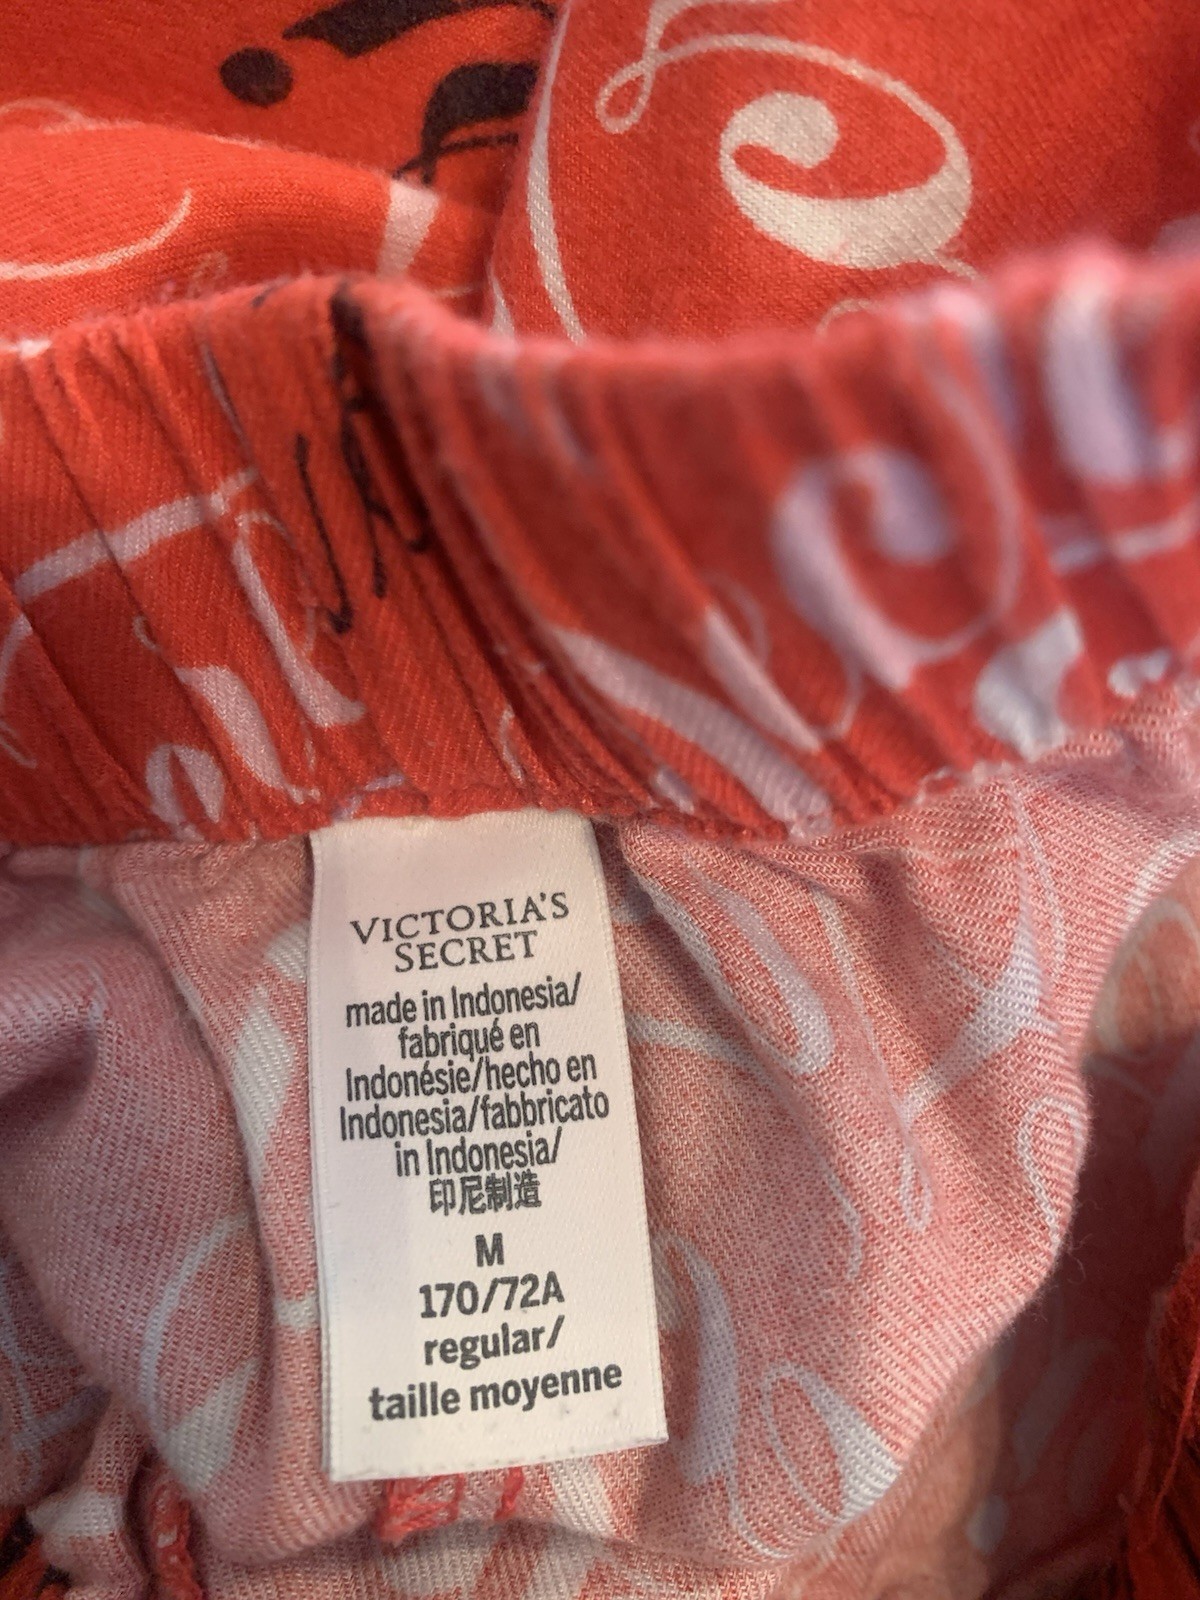 VICTORIA'S
SECRET
made in Indonesia/
fabriqué en
Indonésie/hecho en
Indonesia/fabbricato
in Indonesia/
印尼制造
M
170/72A
regular/
taille moyenne